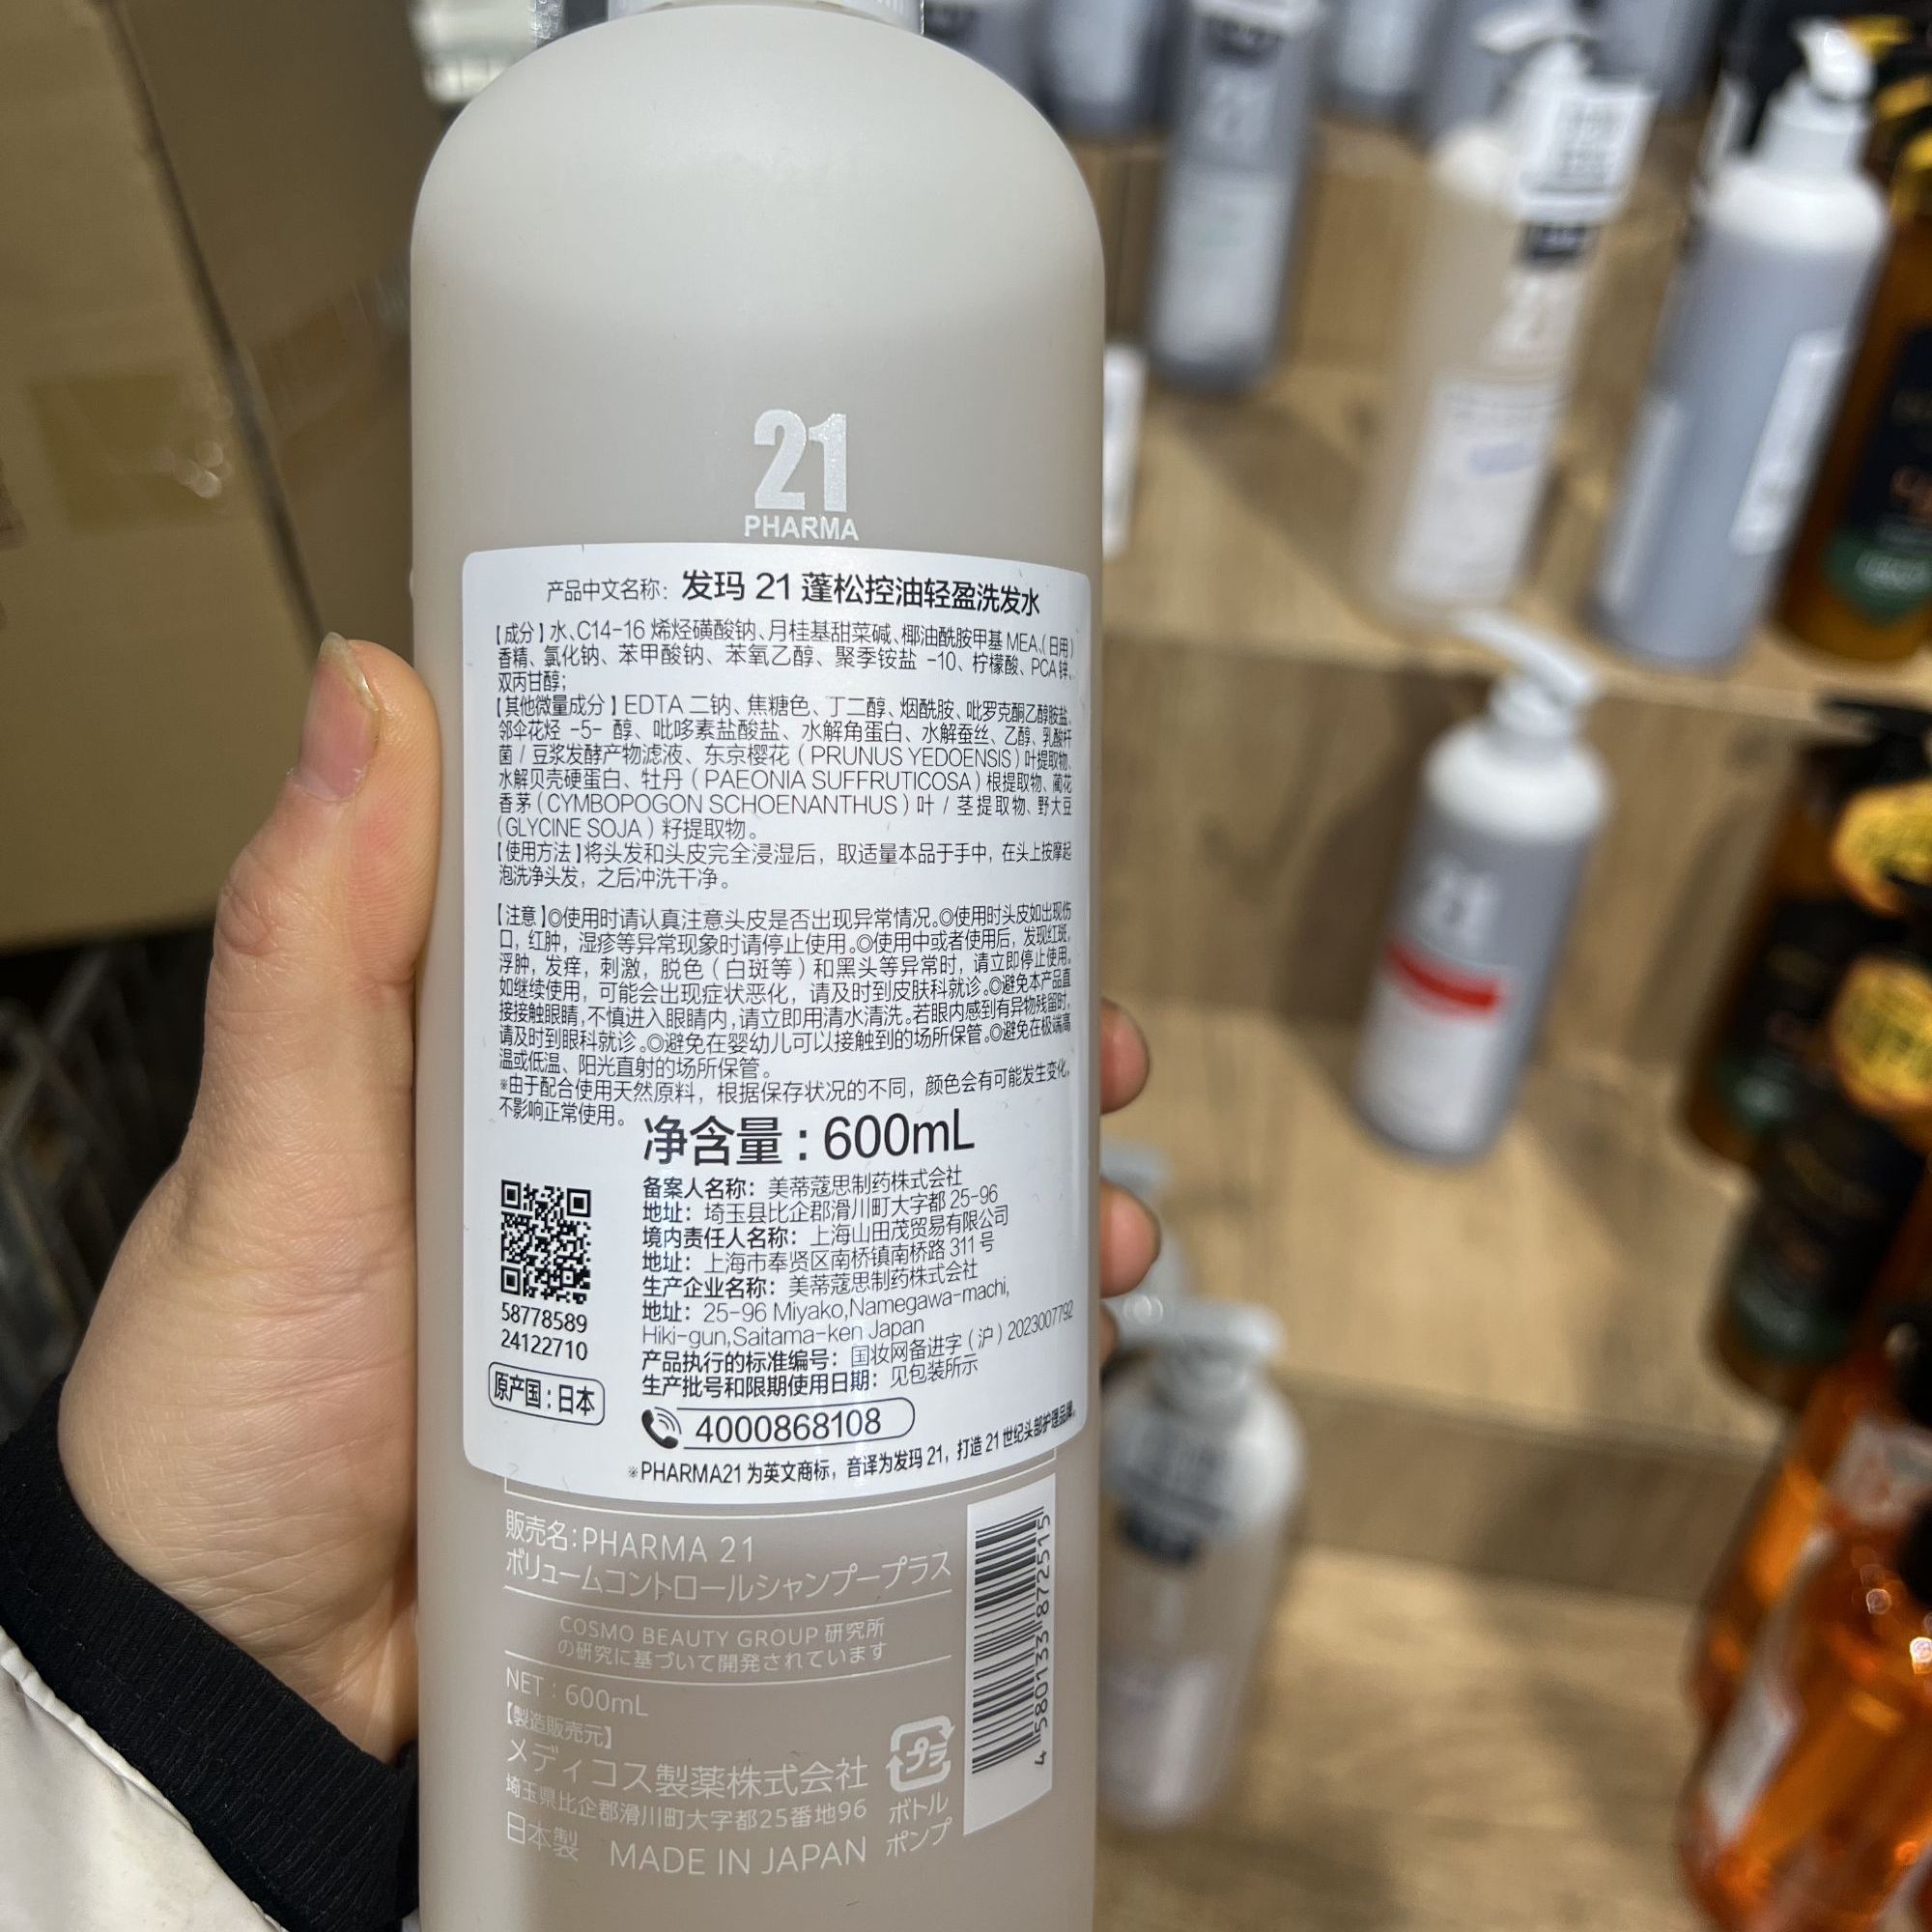 21
PHARMA
产品中文名称：发玛 21 蓬松控油轻盈洗发水
【成分】水、C14-16 烯烃磺酸钠、月桂基甜菜碱、椰油酰胺甲基 MEA、（日用）
香精、氯化钠、苯甲酸钠、苯氧乙醇、聚季铵盐 -10、柠檬酸、PCA 锌、
双丙甘醇；
【其他微量成分】EDTA 二钠、焦糖色、丁二醇、烟酰胺、吡罗克酮乙醇胺盐、
邻伞花烃 -5- 醇、吡哆素盐酸盐、水解角蛋白、水解蚕丝、乙醇、乳酸杆
菌 / 豆浆发酵产物滤液、东京樱花（PRUNUS YEDOENSIS）叶提取物、
水解贝壳硬蛋白、牡丹（PAEONIA SUFFRUTICOSA）根提取物、蔺花
香茅（CYMBOPOGON SCHOENANTHUS）叶 / 茎提取物、野大豆
（GLYCINE SOJA）籽提取物。
【使用方法】将头发和头皮完全浸湿后，取适量本品于手中，在头上按摩起
泡洗净头发，之后冲洗干净。
【注意】◎使用时请认真注意头皮是否出现异常情况。◎使用时头皮如出现伤
口，红肿，湿疹等异常现象时请停止使用。◎使用中或者使用后，发现红斑，
浮肿，发痒，刺激，脱色（白斑等）和黑头等异常时，请立即停止使用。
如继续使用，可能会出现症状恶化，请及时到皮肤科就诊。◎避免本产品直
接接触眼睛，不慎进入眼睛内，请立即用清水清洗。若眼内感到有异物残留时，
请及时到眼科就诊。◎避免在婴幼儿可以接触到的场所保管。◎避免在极端高
温或低温、阳光直射的场所保管。
※由于配合使用天然原料，根据保存状况的不同，颜色会有可能发生变化，
不影响正常使用。
净含量：600mL
备案人名称：美蒂蔻思制药株式会社
地址：埼玉县比企郡滑川町大字都 25-96
境内责任人名称：上海山田茂贸易有限公司
地址：上海市奉贤区南桥镇南桥路 311 号
生产企业名称：美蒂蔻思制药株式会社
地址：25-96 Miyako,Namegawa-machi,
Hiki-gun,Saitama-ken Japan
产品执行的标准编号：国妆网备进字（沪）2023007792
生产批号和限期使用日期：见包装所示
58778589
24122710
原产国：日本
4000868108
※PHARMA21 为英文商标，音译为发玛 21，打造 21 世纪头部护理品牌。
販売名：PHARMA 21
ボリュームコントロールシャンプープラス
COSMO BEAUTY GROUP 研究所
の研究に基づいて開発されています
NET：600mL
【製造販売元】
メディコス製薬株式会社
埼玉県比企郡滑川町大字都25番地96
日本製 MADE IN JAPAN
プラ
ボトル
ポンプ
4 580133 872515
21
21
21